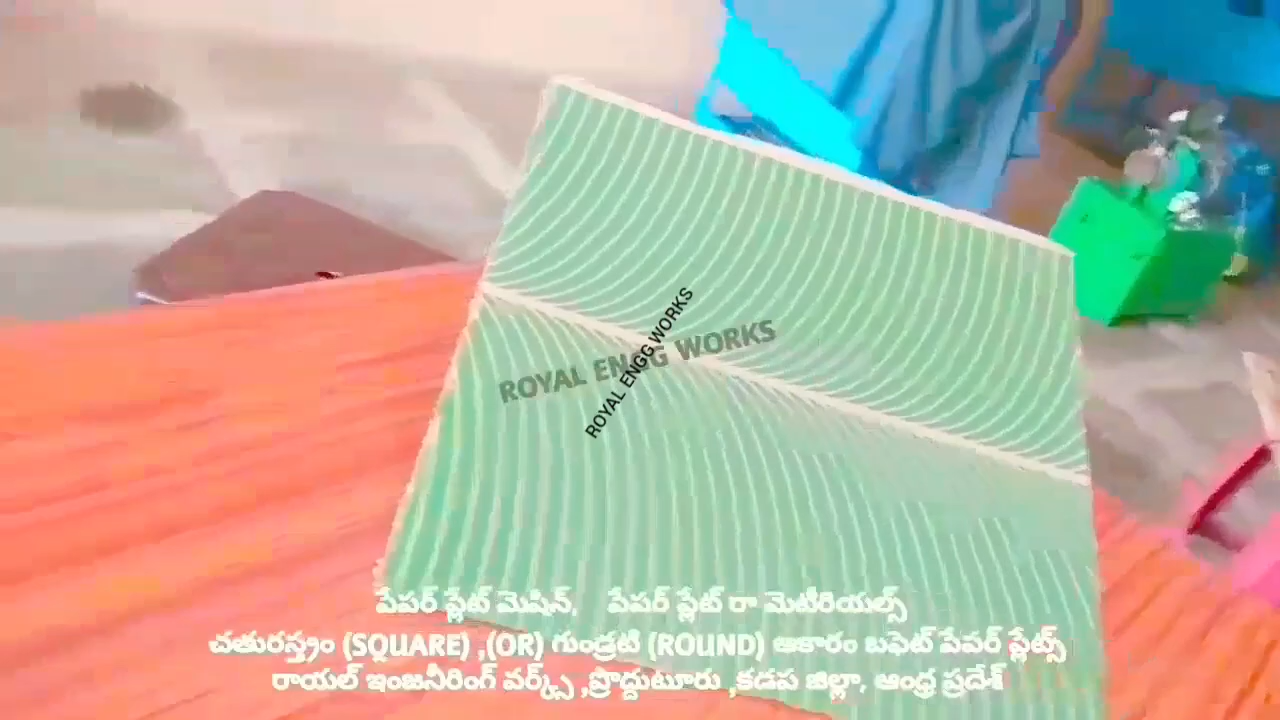 ROYAL ENGG WORKS
ROYAL ENGG WORKS
పేపర్ ప్లేట్ మెషిన్, పేపర్ ప్లేట్ రా మెటీరియల్స్
చతురస్త్రం (SQUARE) ,(OR) గుండ్రటి (ROUND) ఆకారం బఫెట్ పేపర్ ప్లేట్స్
రాయల్ ఇంజనీరింగ్ వర్క్స్ ,ప్రొద్దుటూరు ,కడప జిల్లా, ఆంధ్ర ప్రదేశ్